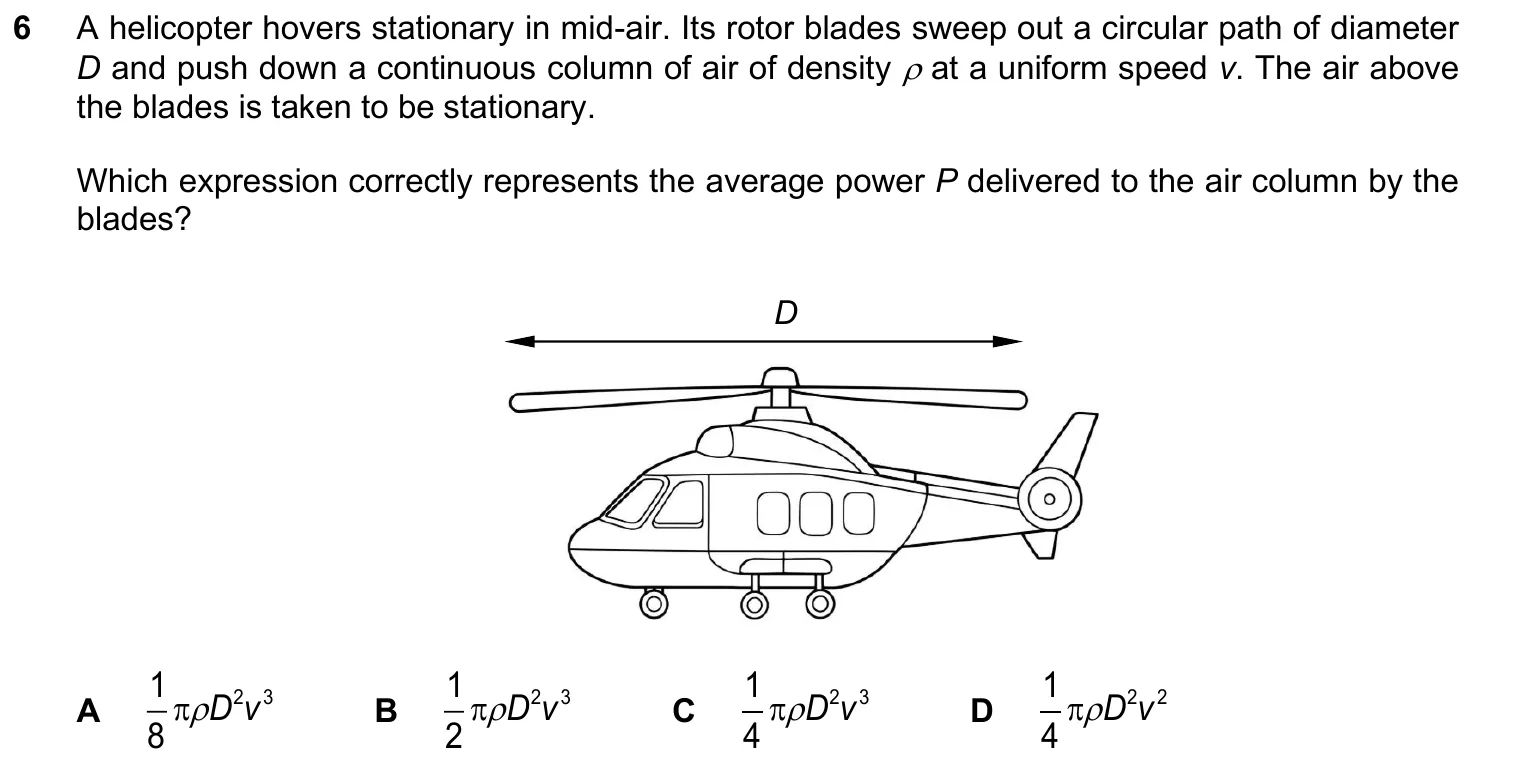 6 A helicopter hovers stationary in mid-air. Its rotor blades sweep out a circular path of diameter
D and push down a continuous column of air of density ρ at a uniform speed v. The air above
the blades is taken to be stationary.
Which expression correctly represents the average power P delivered to the air column by the
blades?
D
A 1/8 πρD²v³ B 1/2 πρD²v³ C 1/4 πρD²v³ D 1/4 πρD²v²